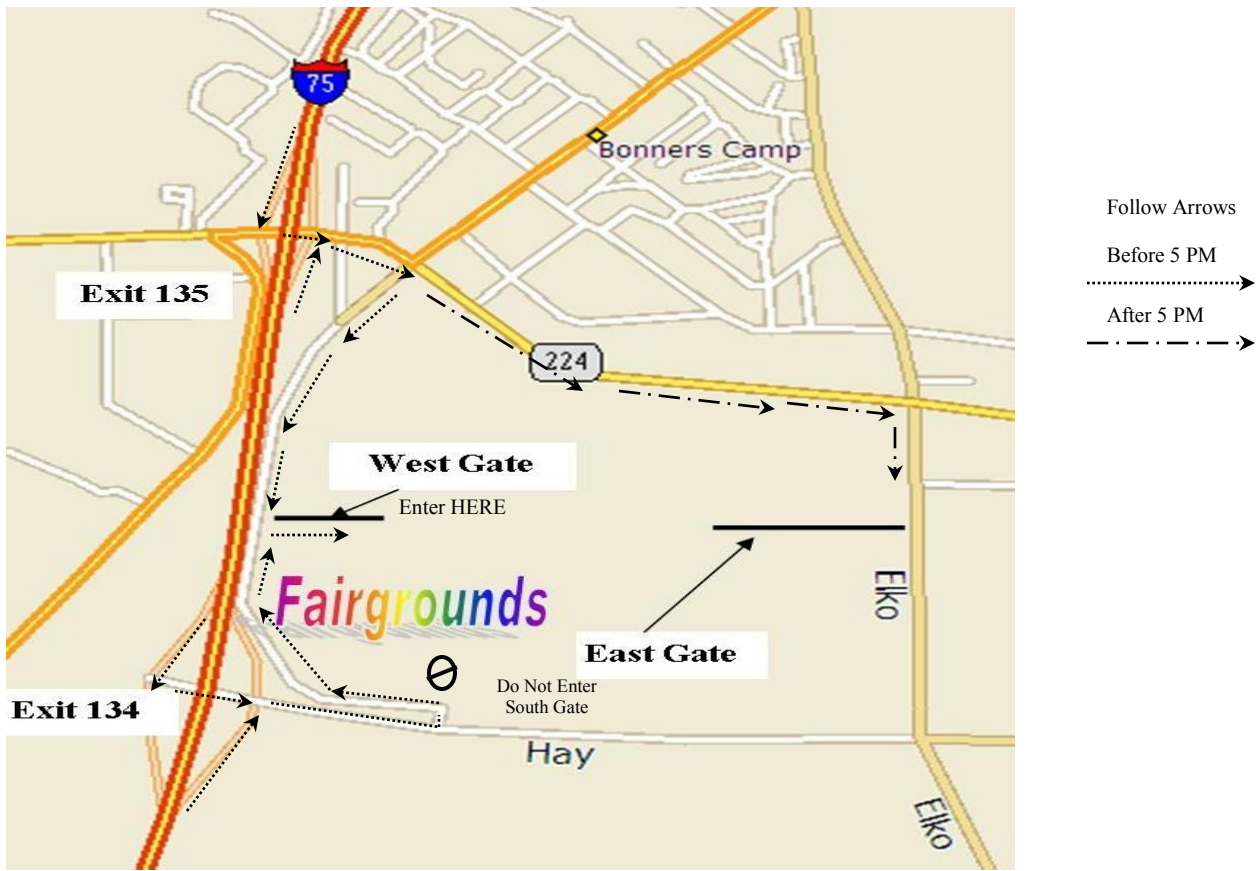 75
Bonners Camp
Follow Arrows
Before 5 PM
Exit 135
After 5 PM
224
West Gate
Enter HERE
Fairgrounds
Elko
East Gate
Do Not Enter
South Gate
Exit 134
Hay
Elko